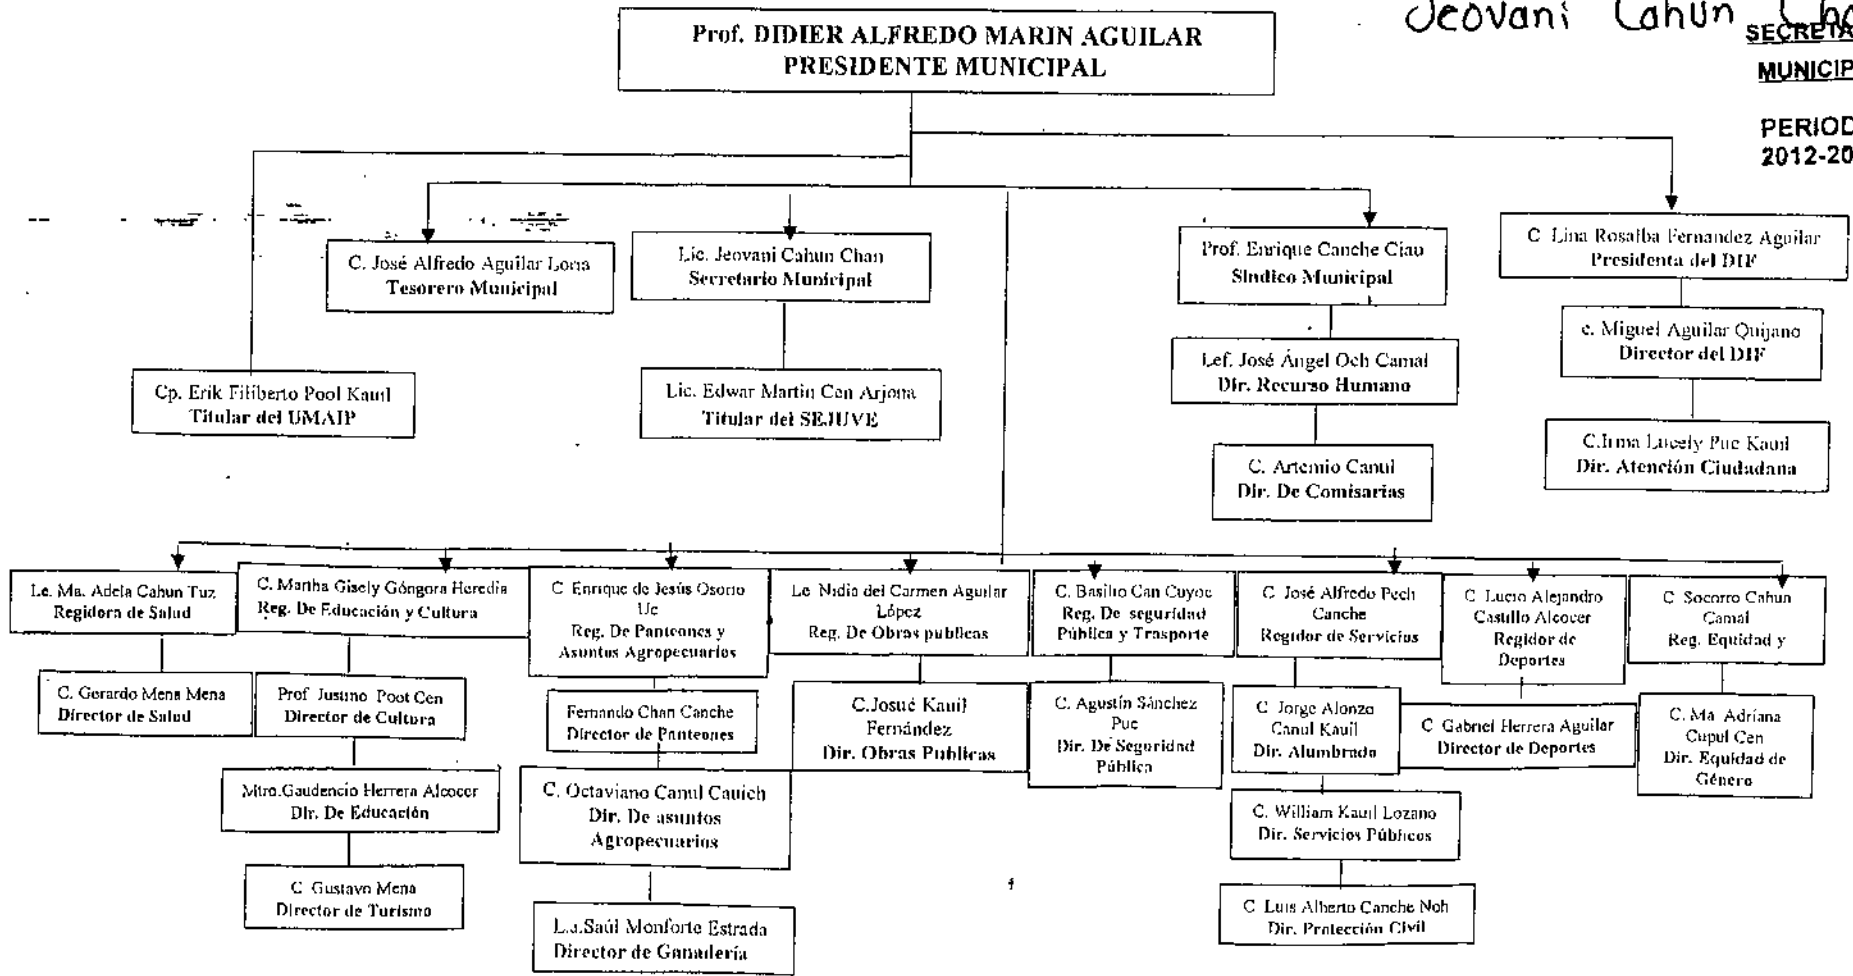 Jeovani Cahun
SECRETA
MUNICIP
PERIOD
2012-20
Prof. DIDIER ALFREDO MARIN AGUILAR
PRESIDENTE MUNICIPAL
C. José Alfredo Aguilar Loria
Tesorero Municipal
Lic. Jeovani Cahun Chan
Secretario Municipal
Prof. Enrique Canche Ciau
Sindico Municipal
C Lina Rosalba Fernandez Aguilar
Presidenta del DIF
c. Miguel Aguilar Quijano
Director del DIF
Lef. José Ángel Och Camal
Dir. Recurso Humano
Cp. Erik Filiberto Pool Kauil
Titular del UMAIP
Lic. Edwar Martin Cen Arjona
Titular del SEJUVE
C.Irma Lucely Puc Kauil
Dir. Atención Ciudadana
C. Artemio Canul
Dir. De Comisarias
Le. Ma. Adela Cahun Tuz
Regidora de Salud
C. Martha Gisely Góngora Heredia
Reg. De Educación y Cultura
C Enrique de Jesús Osorio
Uc
Reg. De Panteones y
Asuntos Agropecuarios
Le Nidia del Carmen Aguilar
López
Reg. De Obras publicas
C. Basilio Can Cuyoc
Reg. De seguridad
Pública y Trasporte
C. José Alfredo Pech
Canche
Regidor de Servicios
C. Lucio Alejandro
Castillo Alcocer
Regidor de
Deportes
C. Socorro Cahun
Camal
Reg. Equidad y
C. Gerardo Mena Mena
Director de Salud
Prof Justino Poot Cen
Director de Cultura
Fernando Chan Canche
Director de Panteones
C.Josué Kauil
Fernández
Dir. Obras Publicas
C. Agustín Sánchez
Puc
Dir. De Seguridad
Pública
C. Jorge Alonzo
Canul Kauil
Dir. Alumbrado
C Gabriel Herrera Aguilar
Director de Deportes
C. Ma Adriana
Cupul Cen
Dir. Equidad de
Género
Mtro.Gaudencio Herrera Alcocer
Dir. De Educación
C. Octaviano Canul Cauich
Dir. De asuntos
Agropecuarios
C. William Kauil Lozano
Dir. Servicios Públicos
C Gustavo Mena
Director de Turismo
L.a.Saúl Monforte Estrada
Director de Ganadería
C Luis Alberto Canche Noh
Dir. Protección Civil